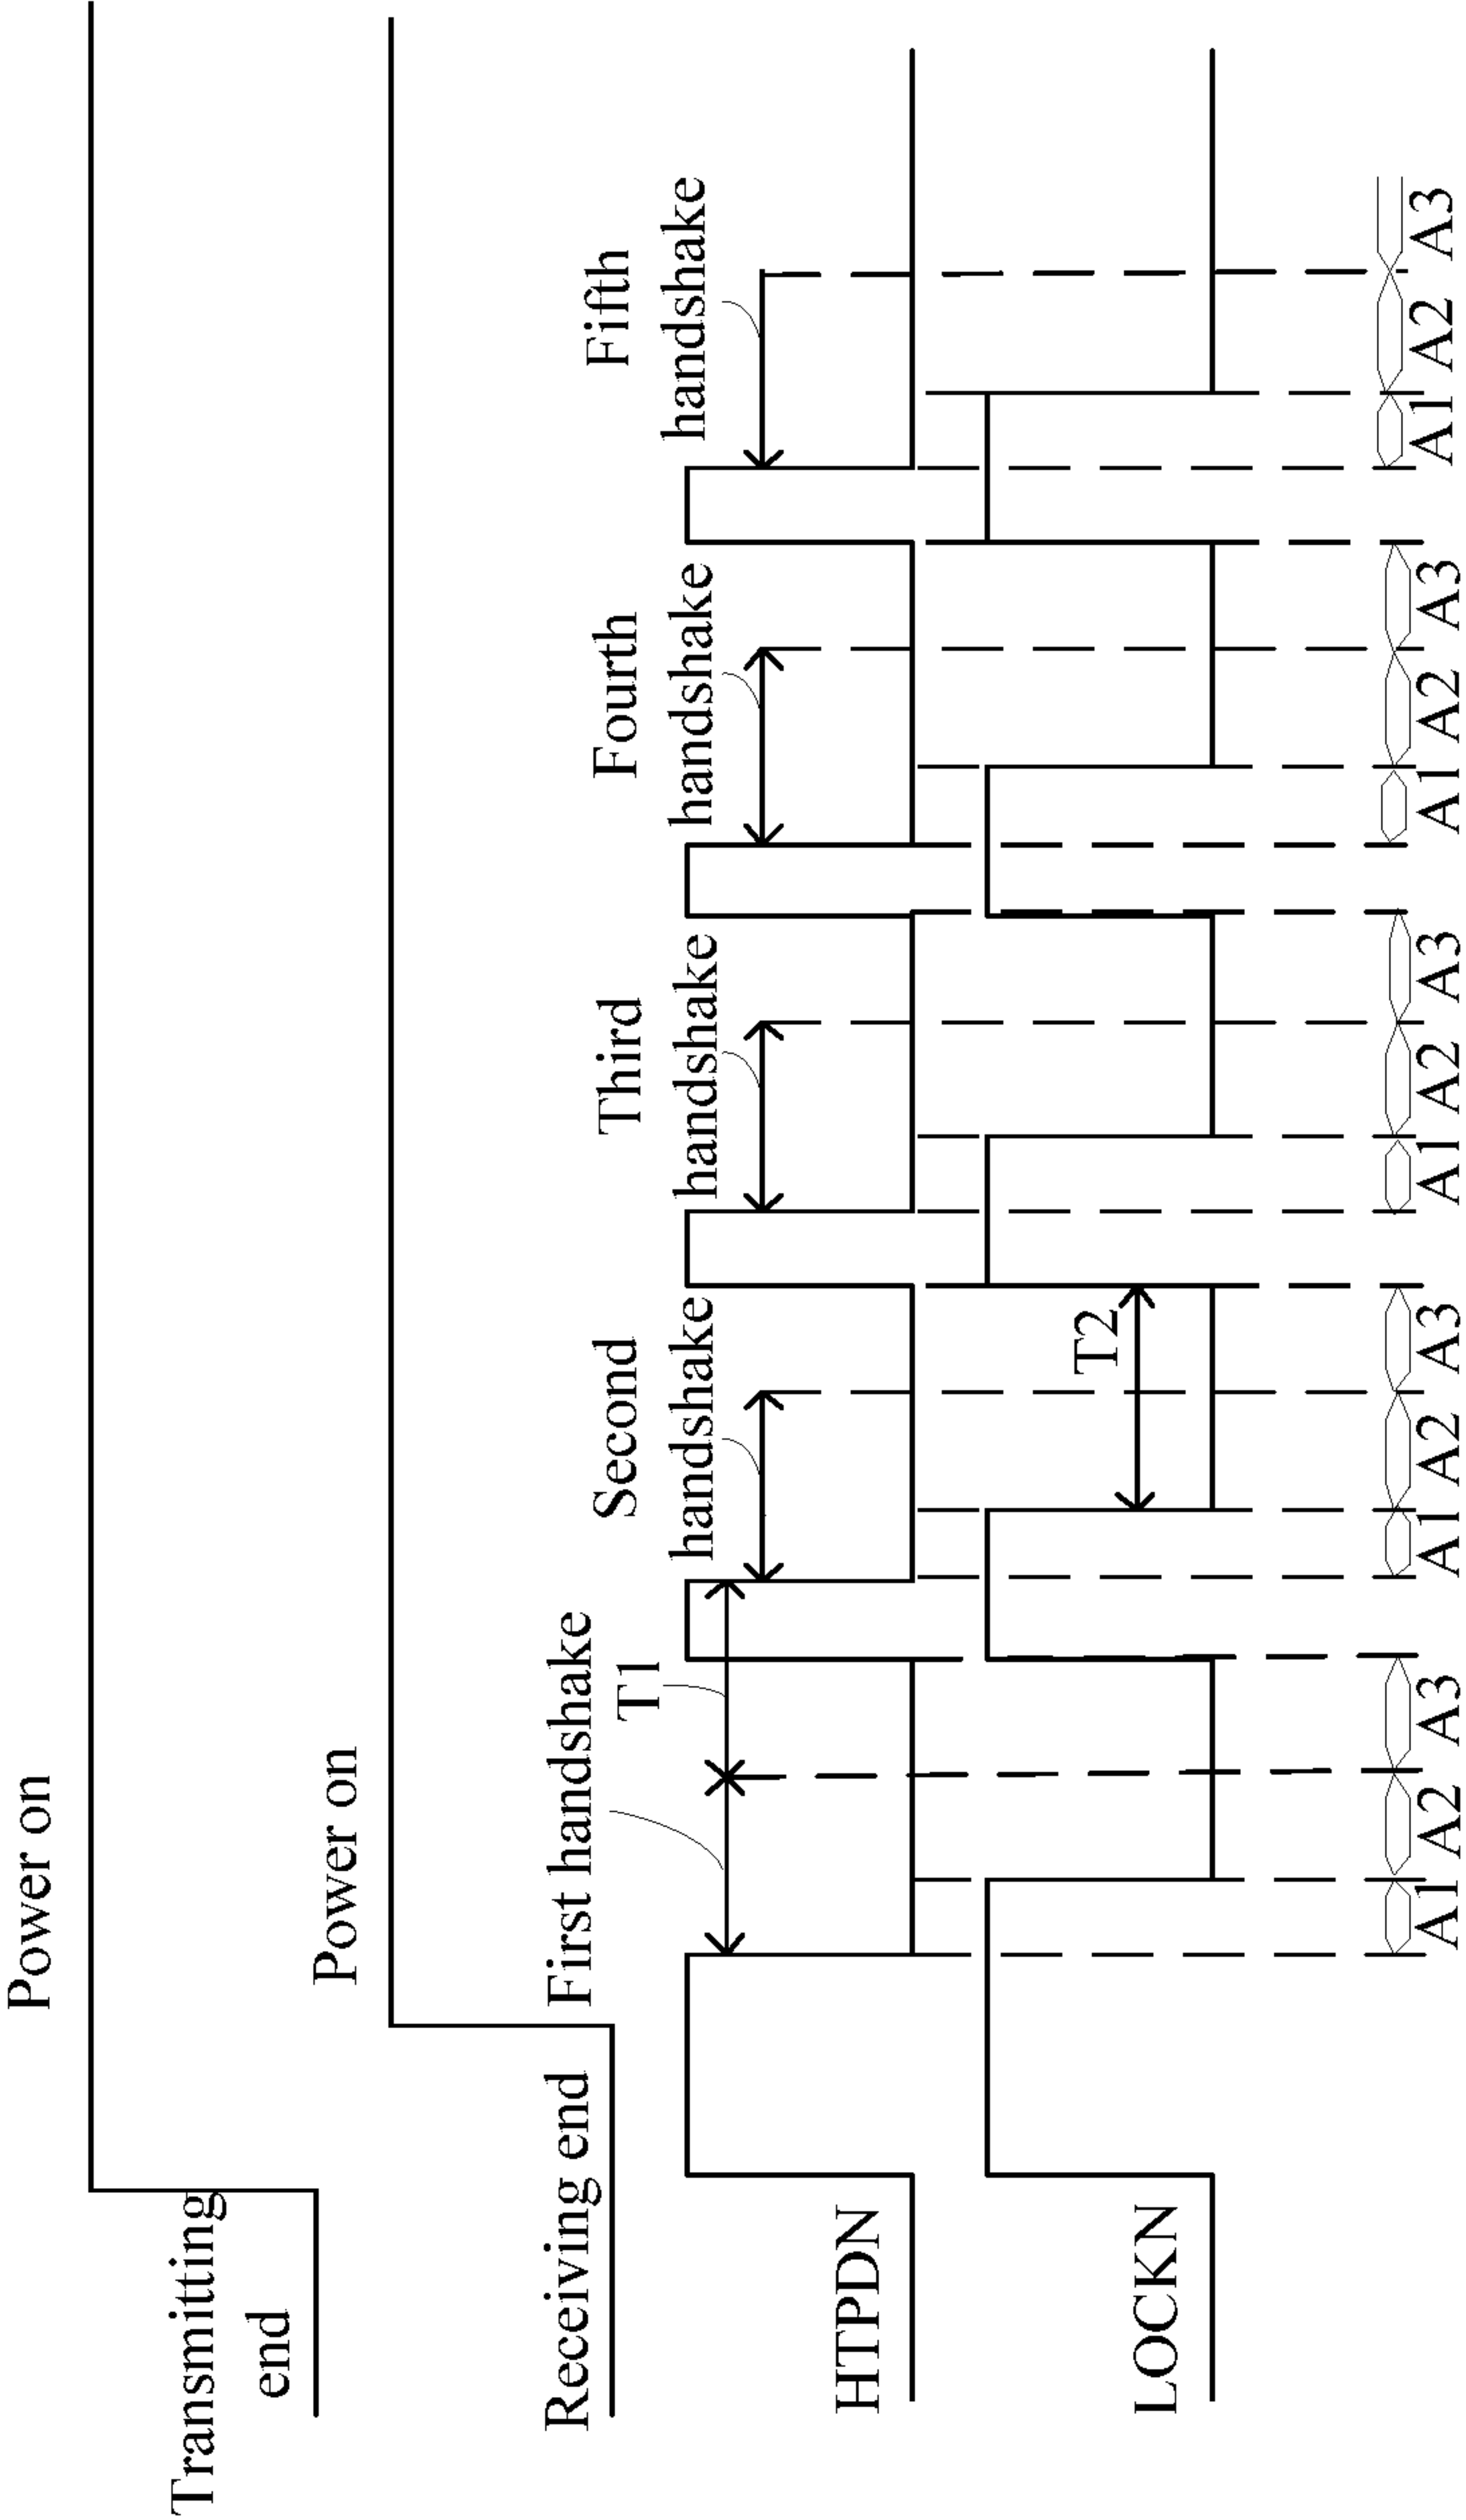 Power on
Transmitting
end
Power on
Receiving end
First handshake
T1
Second
handshake
Third
handshake
Fourth
handshake
Fifth
handshake
HTPDN
LOCKN
T2
A1 A2 A3 A1 A2 A3 A1 A2 A3 A1 A2 A3 A1 A2 A3